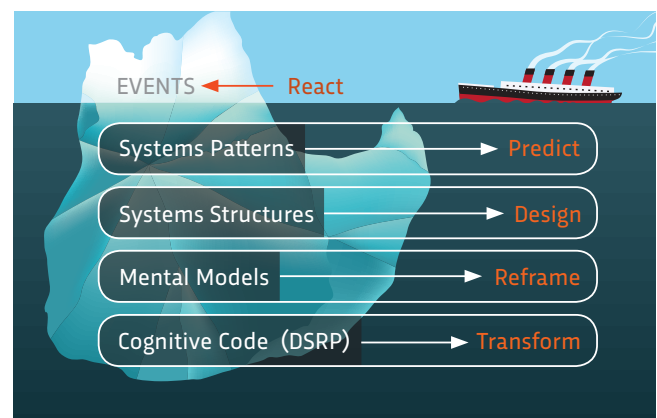 EVENTS React
Systems Patterns Predict
Systems Structures Design
Mental Models Reframe
Cognitive Code (DSRP) Transform